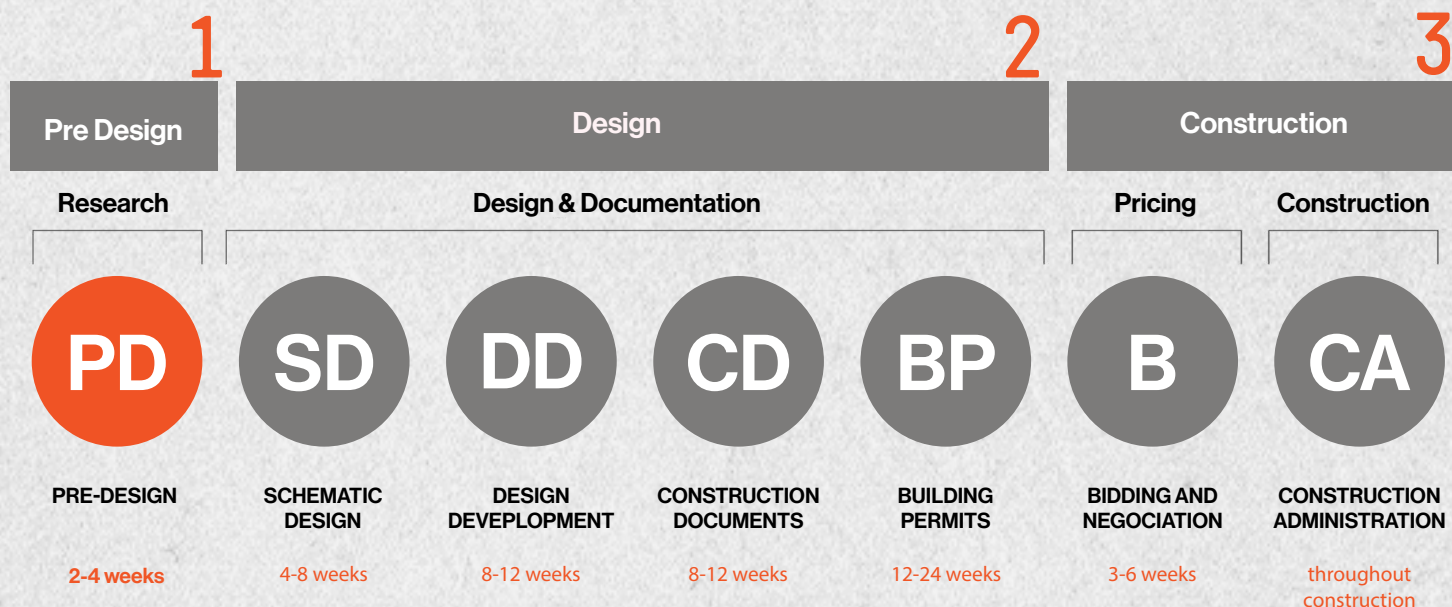 1
2
3
Pre Design
Design
Construction
Research
Design & Documentation
Pricing
Construction
PD
SD
DD
CD
BP
B
CA
PRE-DESIGN
SCHEMATIC
DESIGN
DESIGN
DEVEPLOPMENT
CONSTRUCTION
DOCUMENTS
BUILDING
PERMITS
BIDDING AND
NEGOCIATION
CONSTRUCTION
ADMINISTRATION
2-4 weeks
4-8 weeks
8-12 weeks
8-12 weeks
12-24 weeks
3-6 weeks
throughout
construction